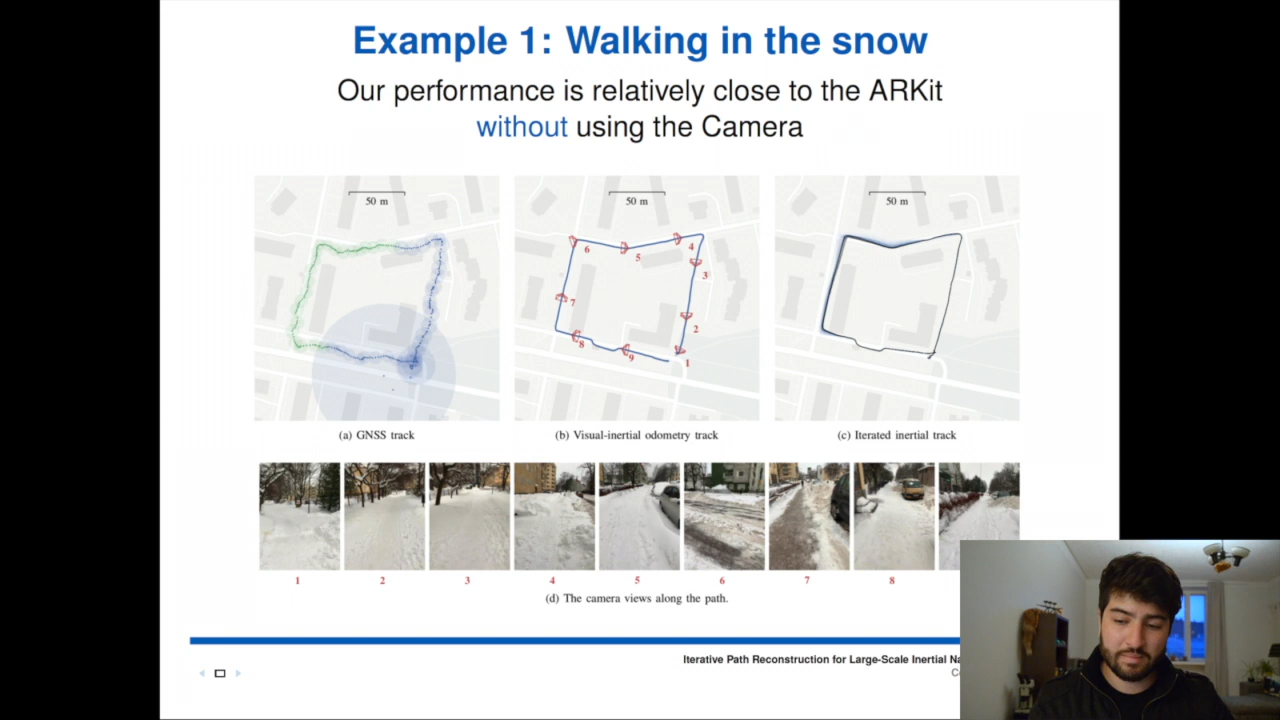 Example 1: Walking in the snow
Our performance is relatively close to the ARKit
without using the Camera
50 m
50 m
50 m
6
5
4
3
7
2
8
9
1
(a) GNSS track
(b) Visual-inertial odometry track
(c) Iterated inertial track
1 2 3 4 5 6 7 8
(d) The camera views along the path.
Iterative Path Reconstruction for Large-Scale Inertial